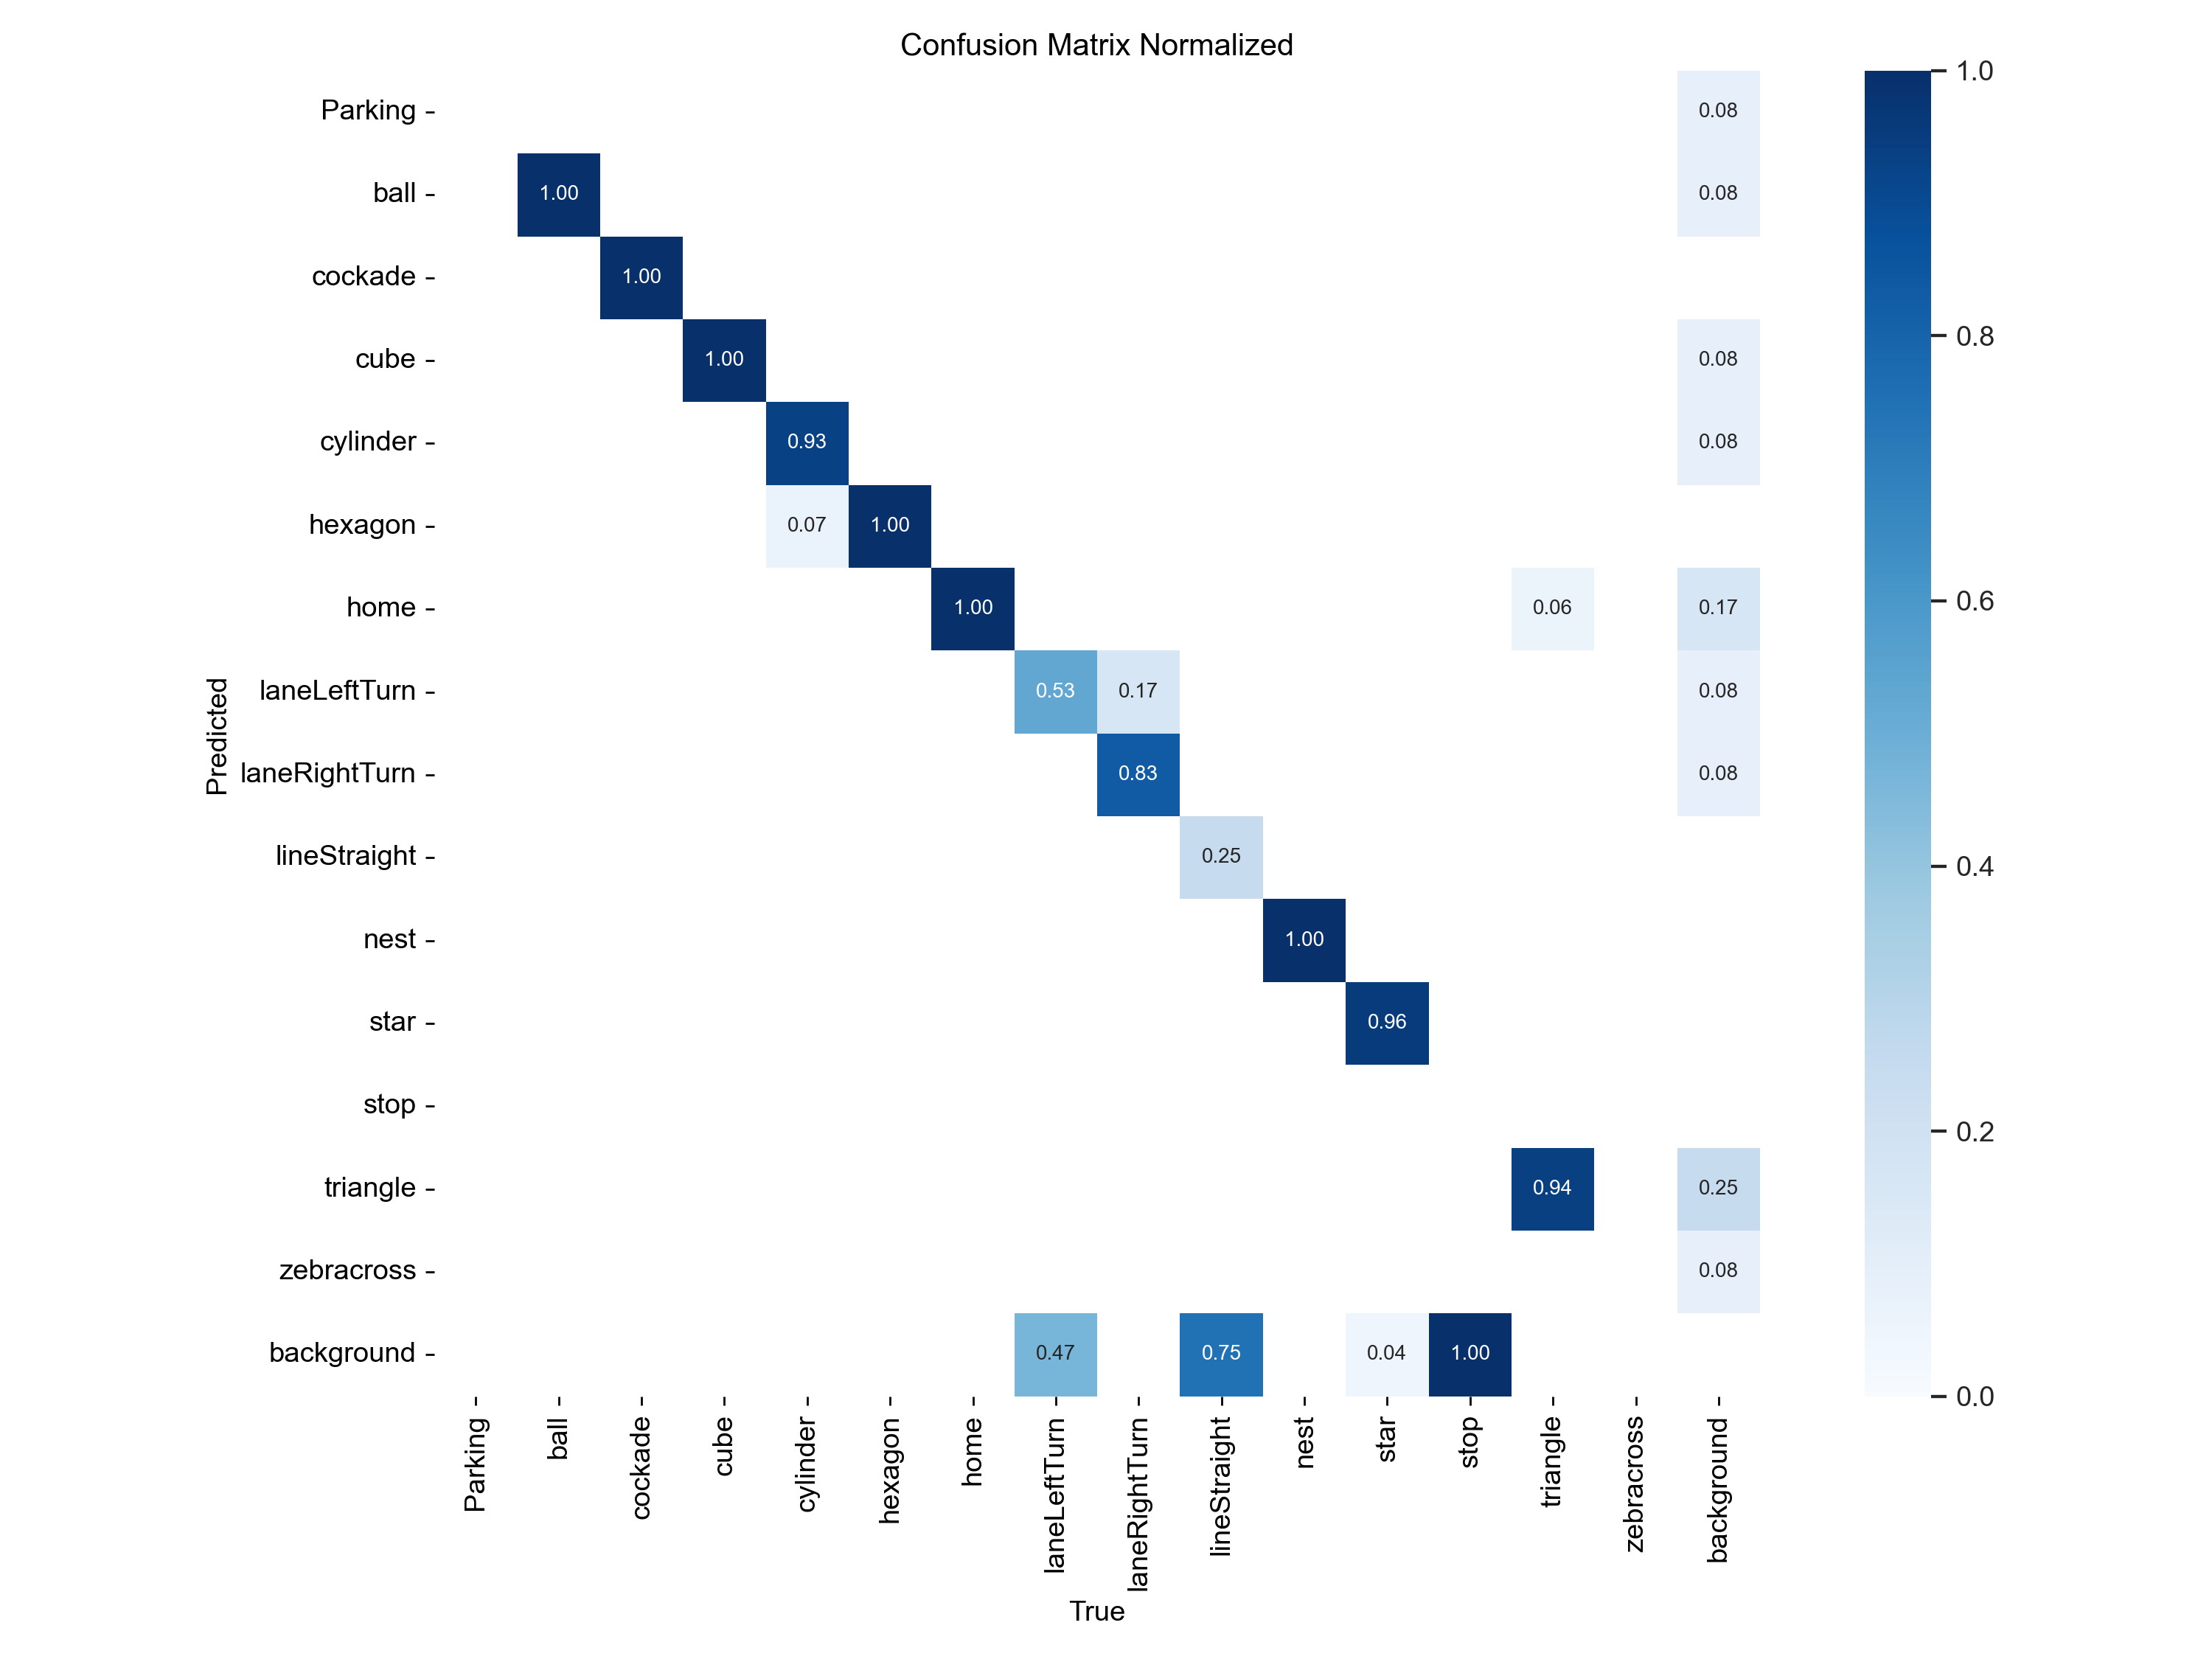 Confusion Matrix Normalized
Parking 0.08 1.0
ball 1.00 0.08
cockade 1.00
0.8
cube 1.00 0.08
cylinder 0.93 0.08
hexagon 0.07 1.00
home 1.00 0.06 0.17 0.6
laneLeftTurn 0.53 0.17 0.08
Predicted
laneRightTurn 0.83 0.08
lineStraight 0.25 0.4
nest 1.00
star 0.96
stop
0.2
triangle 0.94 0.25
zebracross 0.08
background 0.47 0.75 0.04 1.00
0.0
Parking ball cockade cube cylinder hexagon home laneLeftTurn laneRightTurn lineStraight nest star stop triangle zebracross background
True